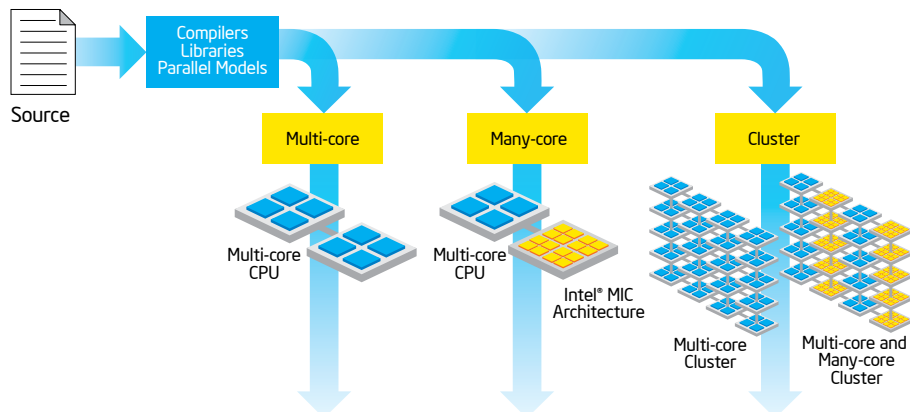 Source
Compilers
Libraries
Parallel Models
Multi-core
Many-core
Cluster
Multi-core
CPU
Multi-core
CPU
Intel® MIC
Architecture
Multi-core
Cluster
Multi-core and
Many-core
Cluster